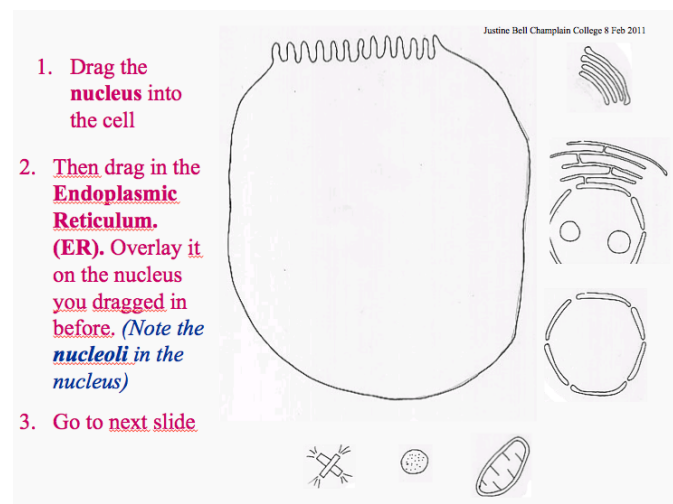 Justine Bell Champlain College 8 Feb 2011
1. Drag the
nucleus into
the cell
2. Then drag in the
Endoplasmic
Reticulum.
(ER). Overlay it
on the nucleus
you dragged in
before. (Note the
nucleoli in the
nucleus)
3. Go to next slide